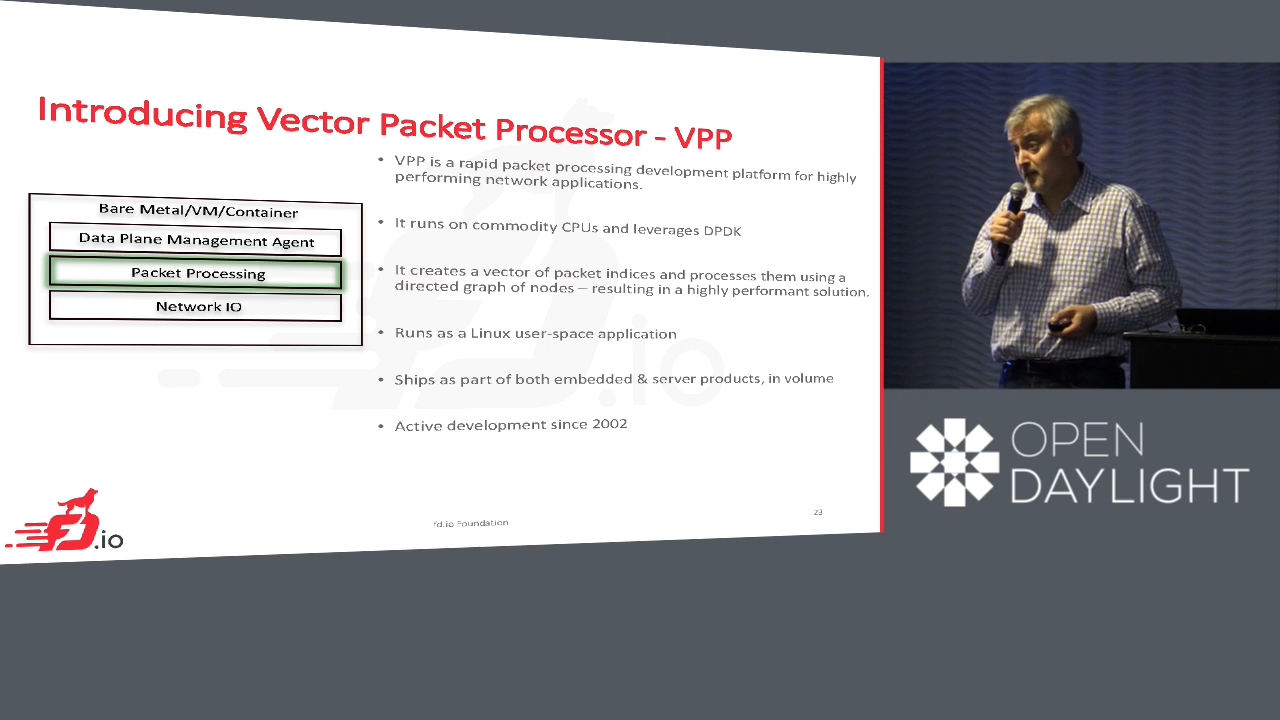 Introducing Vector Packet Processor - VPP
Bare Metal/VM/Container
Data Plane Management Agent
Packet Processing
Network IO
• VPP is a rapid packet processing development platform for highly
performing network applications.
• It runs on commodity CPUs and leverages DPDK
• It creates a vector of packet indices and processes them using a
directed graph of nodes – resulting in a highly performant solution.
• Runs as a Linux user-space application
• Ships as part of both embedded & server products, in volume
• Active development since 2002
.io
fd.io Foundation
23
.io
OPEN
DAYLIGHT